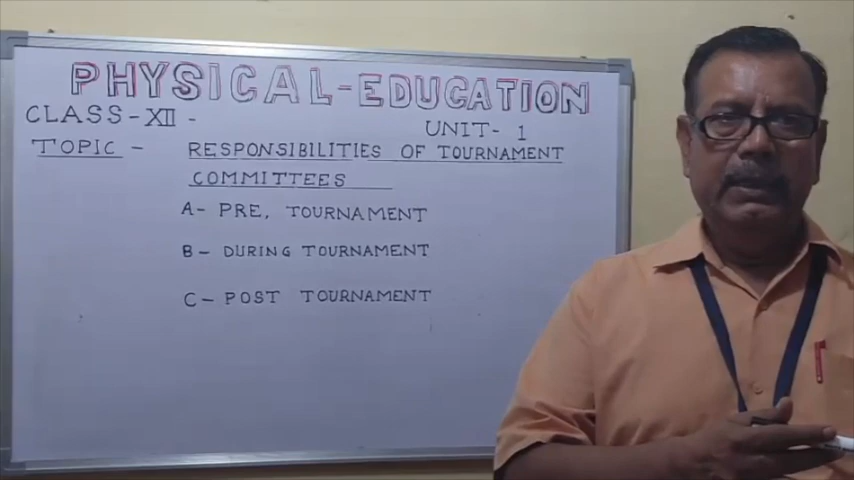 PHYSICAL-EDUCATION
CLASS-XII -
UNIT- 1
TOPIC - RESPONSIBILITIES OF TOURNAMENT
COMMITTEES
A- PRE, TOURNAMENT
B- DURING TOURNAMENT
C- POST TOURNAMENT